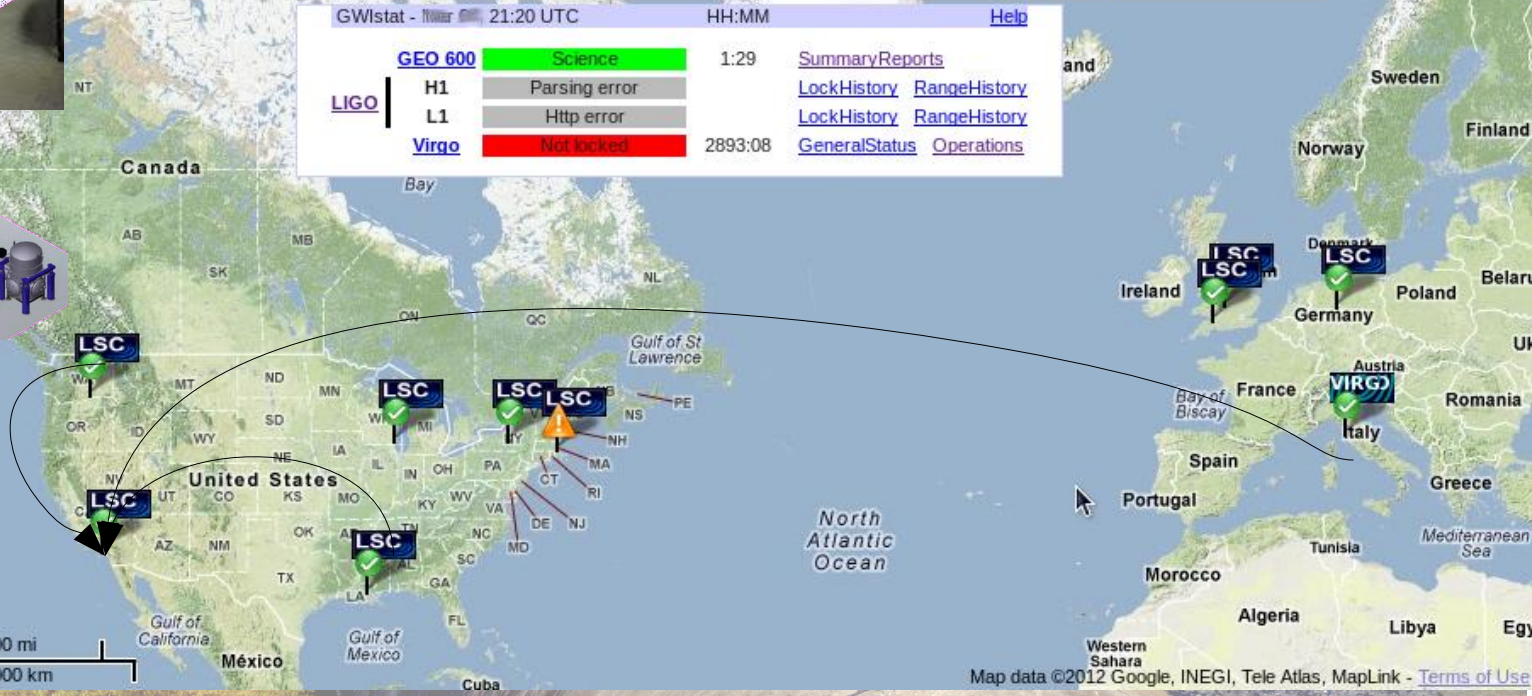 GWIstat - 21:20 UTC HH:MM Help
GEO 600 Science 1:29 SummaryReports
LIGO
H1 Parsing error LockHistory RangeHistory
L1 Http error LockHistory RangeHistory
Virgo Not locked 2893:08 GeneralStatus Operations
and
Sweden
NT
Finland
Norway
Canada
Bay
AB
MB
SK
NL
Denmark
LSC
LSC
LSC
Ireland
Poland
Belaru
Germany
ON
QC
Gulf of St
Lawrence
Uk
LSC
WA
MT
ND
MN
Austria
VIRGO
France
Bay of
Biscay
Romania
LSC
LSC
LSC
PE
NS
OR
ID
WY
SD
WI
MI
NY
NH
Italy
IA
NE
IL
IN
OH
PA
MA
CT
RI
Spain
Greece
Portugal
United States
NV
UT
CO
KS
MO
KY
WV
VA
DE
NJ
MD
LSC
North
Atlantic
Ocean
AZ
NM
OK
TN
NC
SC
LSC
AL
GA
TX
LA
FL
Tunisia
Mediterranean
Sea
Morocco
Algeria
Libya
Egy
Western
Sahara
Gulf of
California
Gulf of
Mexico
México
Cuba
00 mi
000 km
Map data ©2012 Google, INEGI, Tele Atlas, MapLink - Terms of Use